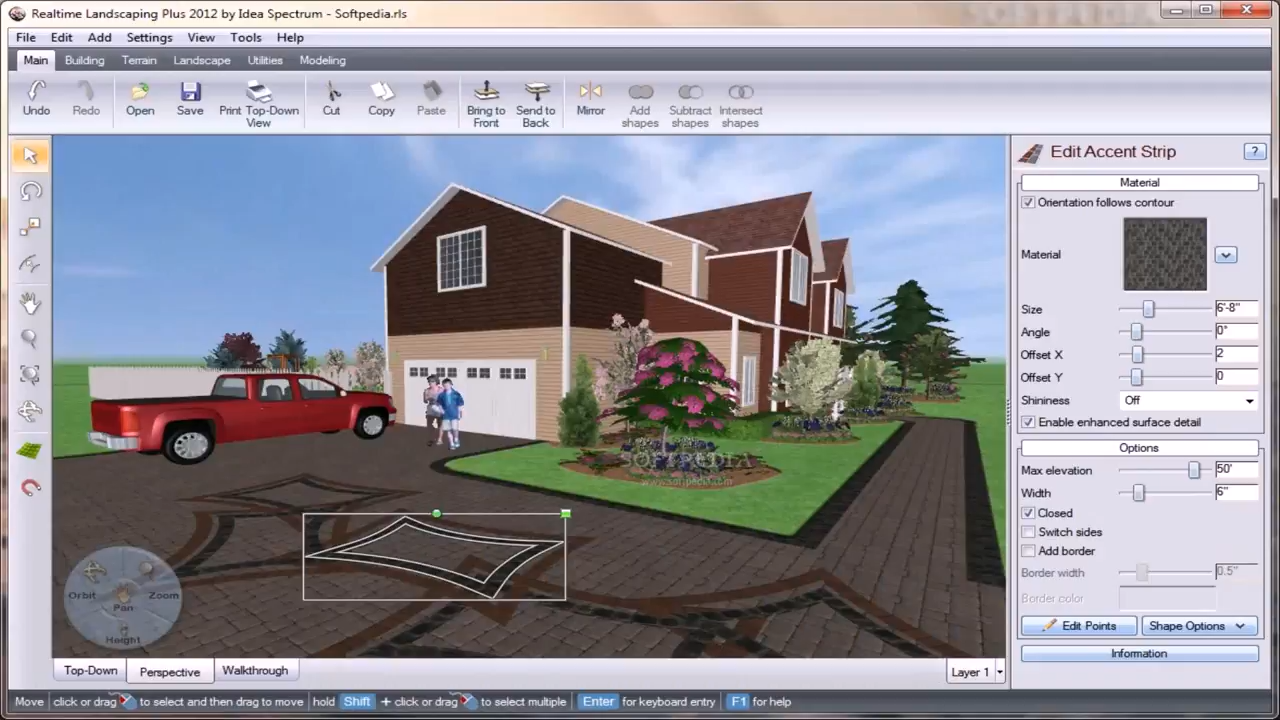 Realtime Landscaping Plus 2012 by Idea Spectrum - Softpedia.rls
File Edit Add Settings View Tools Help
Main Building Terrain Landscape Utilities Modeling
Undo Redo Open Save Print Top-Down View Cut Copy Paste Bring to Front Send to Back Mirror Add shapes Subtract shapes Intersect shapes
Edit Accent Strip ?
Material
Orientation follows contour
Material
Size 6'-8"
Angle 0°
Offset X 2
Offset Y 0
Shininess Off
Enable enhanced surface detail
Options
Max elevation 50'
Width 6"
Closed
Switch sides
Add border
Border width 0.5"
Border color
Edit Points Shape Options
Information
SOFTPEDIA
www.softpedia.com
Orbit Pan Zoom
Height
Top-Down Perspective Walkthrough Layer 1
Move click or drag to select and then drag to move hold Shift + click or drag to select multiple Enter for keyboard entry F1 for help